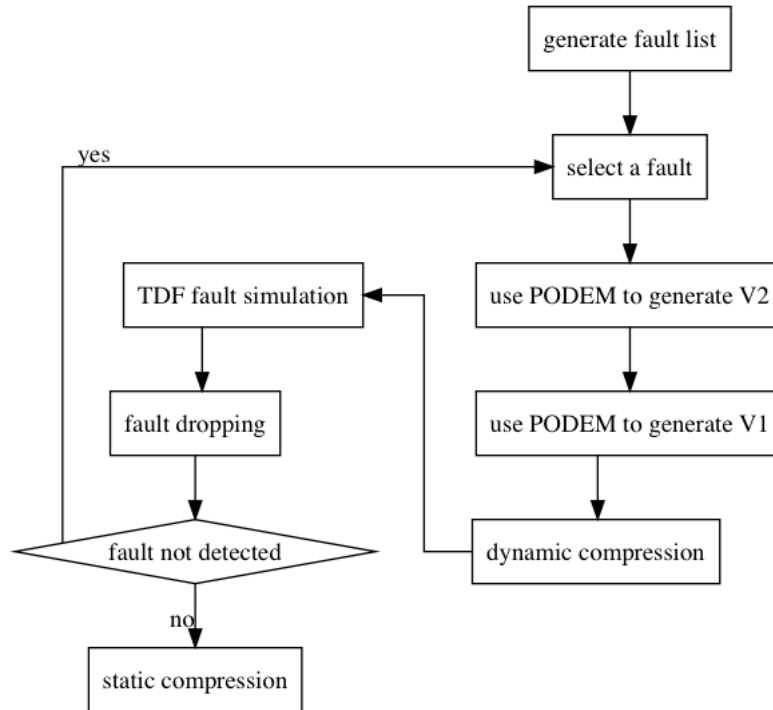 generate fault list
yes
select a fault
TDF fault simulation
use PODEM to generate V2
fault dropping
use PODEM to generate V1
fault not detected
dynamic compression
no
static compression